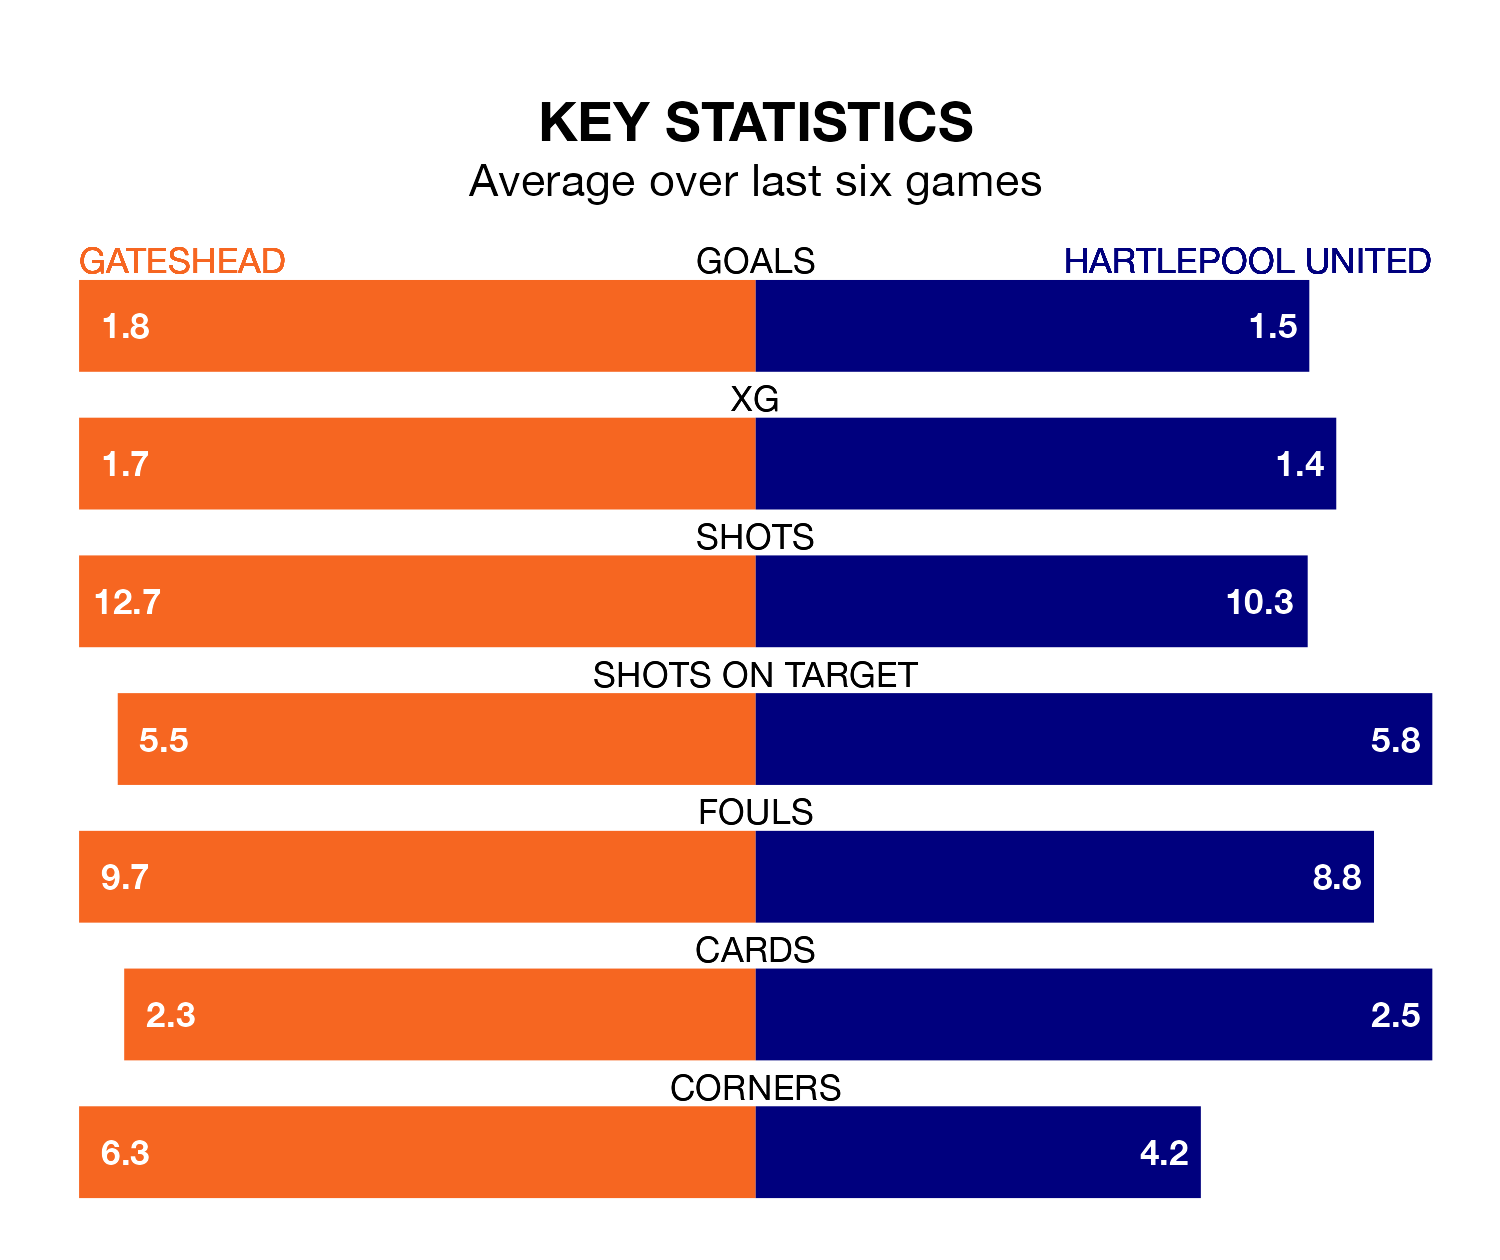 KEY STATISTICS
Average over last six games
GATESHEAD GOALS HARTLEPOOL UNITED
1.8 1.5
XG
1.7 1.4
SHOTS
12.7 10.3
SHOTS ON TARGET
5.5 5.8
FOULS
9.7 8.8
CARDS
2.3 2.5
CORNERS
6.3 4.2